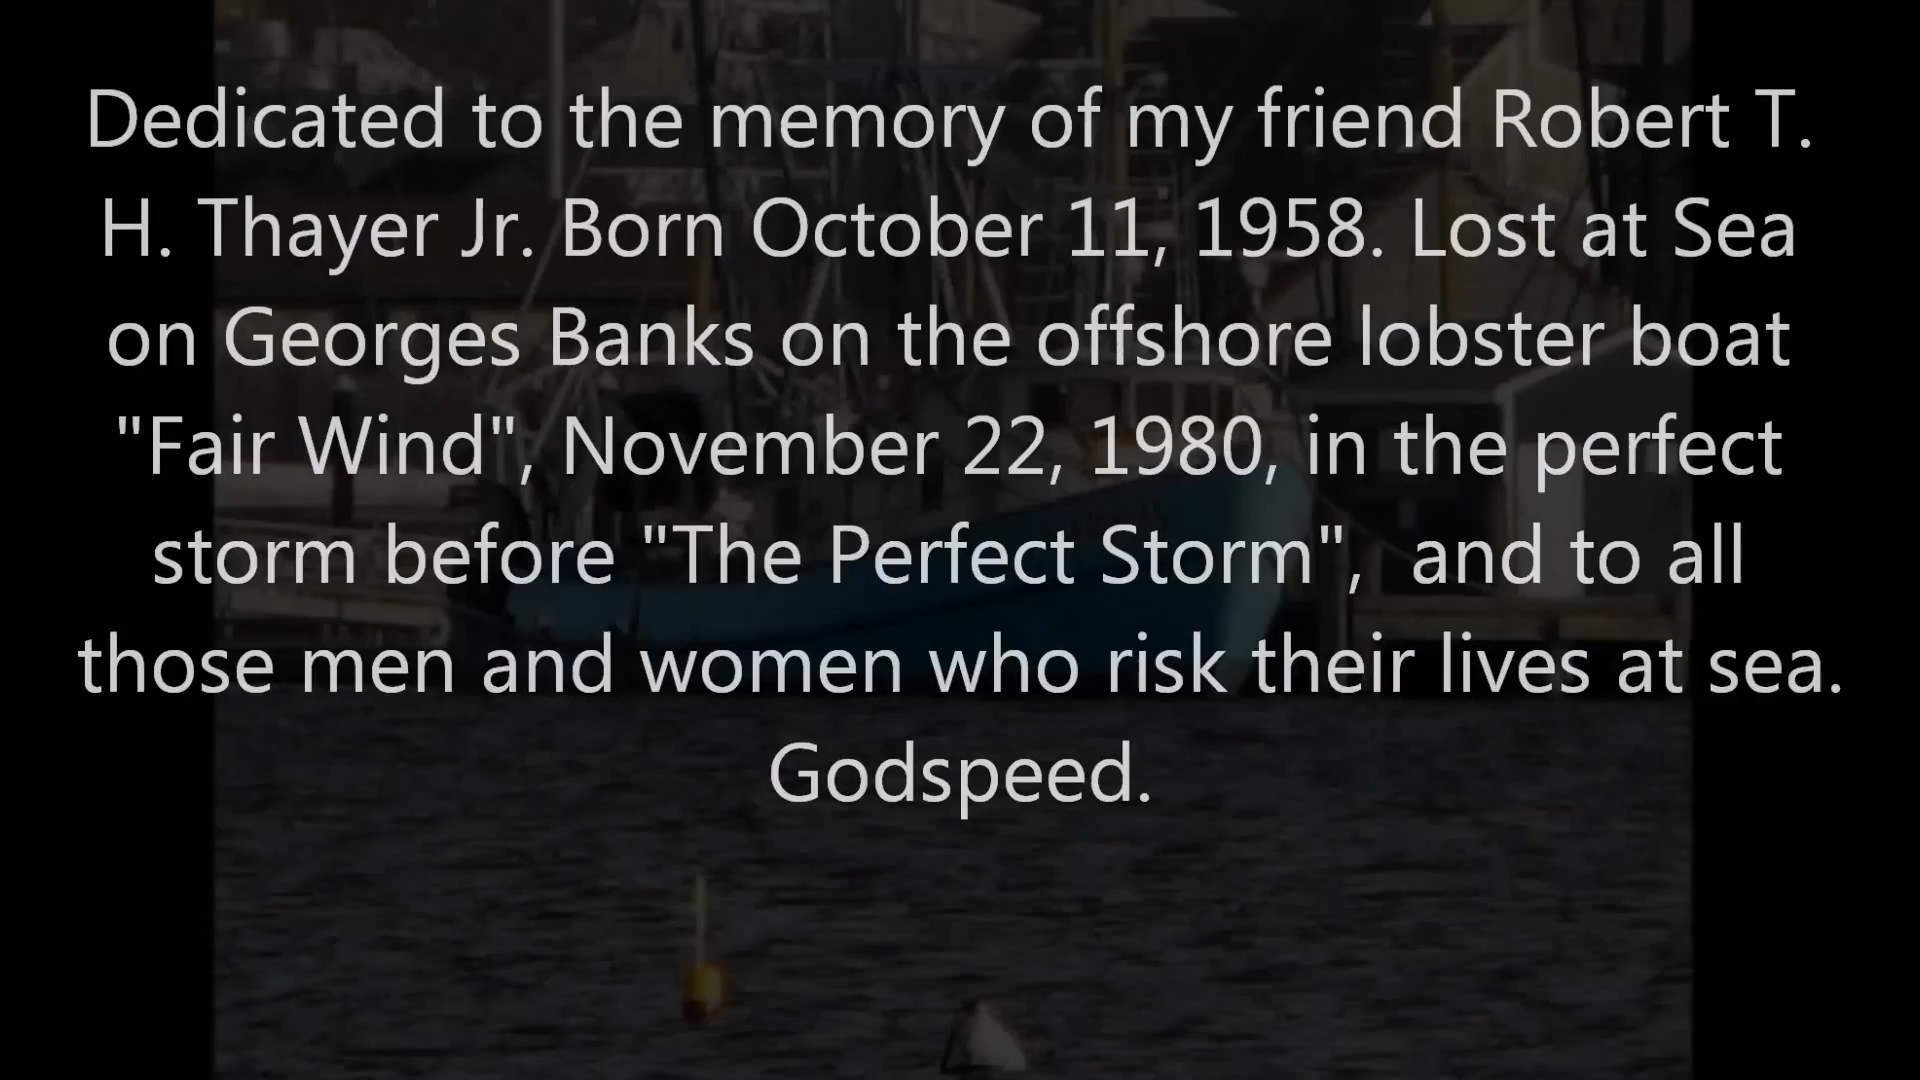 Dedicated to the memory of my friend Robert T.
H. Thayer Jr. Born October 11, 1958. Lost at Sea
on Georges Banks on the offshore lobster boat
"Fair Wind", November 22, 1980, in the perfect
storm before "The Perfect Storm",  and to all
those men and women who risk their lives at sea.
Godspeed.